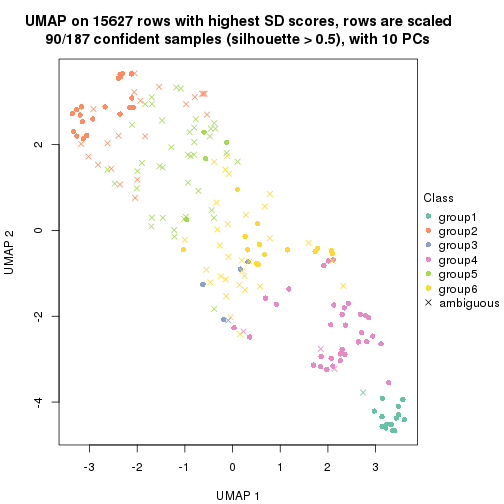 UMAP on 15627 rows with highest SD scores, rows are scaled
90/187 confident samples (silhouette > 0.5), with 10 PCs
UMAP 2
2
0
-2
-4
-3
-2
-1
0
1
2
3
UMAP 1
Class
group1
group2
group3
group4
group5
group6
ambiguous